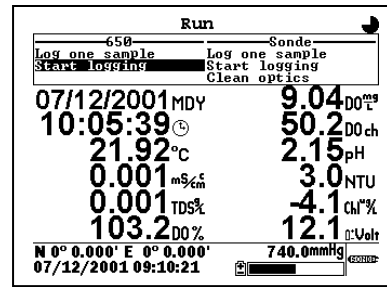 Run
650 Sonde
Log one sample Log one sample
Start logging Start logging
Clean optics
07/12/2001 MDY 9.04 DO mg/L
10:05:39 50.2 DO ch
21.92 °C 2.15 pH
0.001 mS/cm c 3.0 NTU
0.001 TDS g/L -4.1 Chl
103.2 DO % 12.1 Volt
N 0° 0.000' E 0° 0.000' 740.0mmHg
07/12/2001 09:10:21